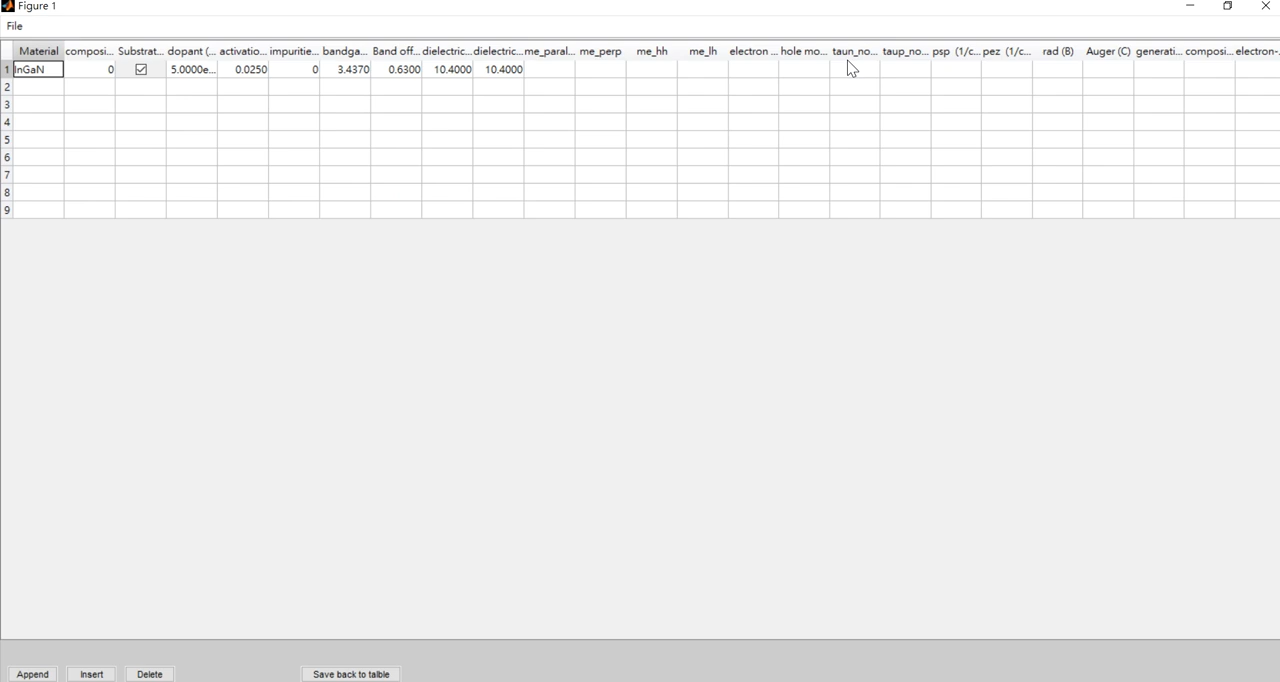 Figure 1
File
Material composi... Substrat... dopant (... activatio... impuritie... bandga... Band off... dielectric... dielectric... me_paral... me_perp me_hh me_lh electron ... hole mo... taun_no... taup_no... psp (1/c... pez (1/c... rad (B) Auger (C) generati... composi... electron-...
1 InGaN 0 5.0000e... 0.0250 0 3.4370 0.6300 10.4000 10.4000
2
3
4
5
6
7
8
9
Append Insert Delete Save back to talble